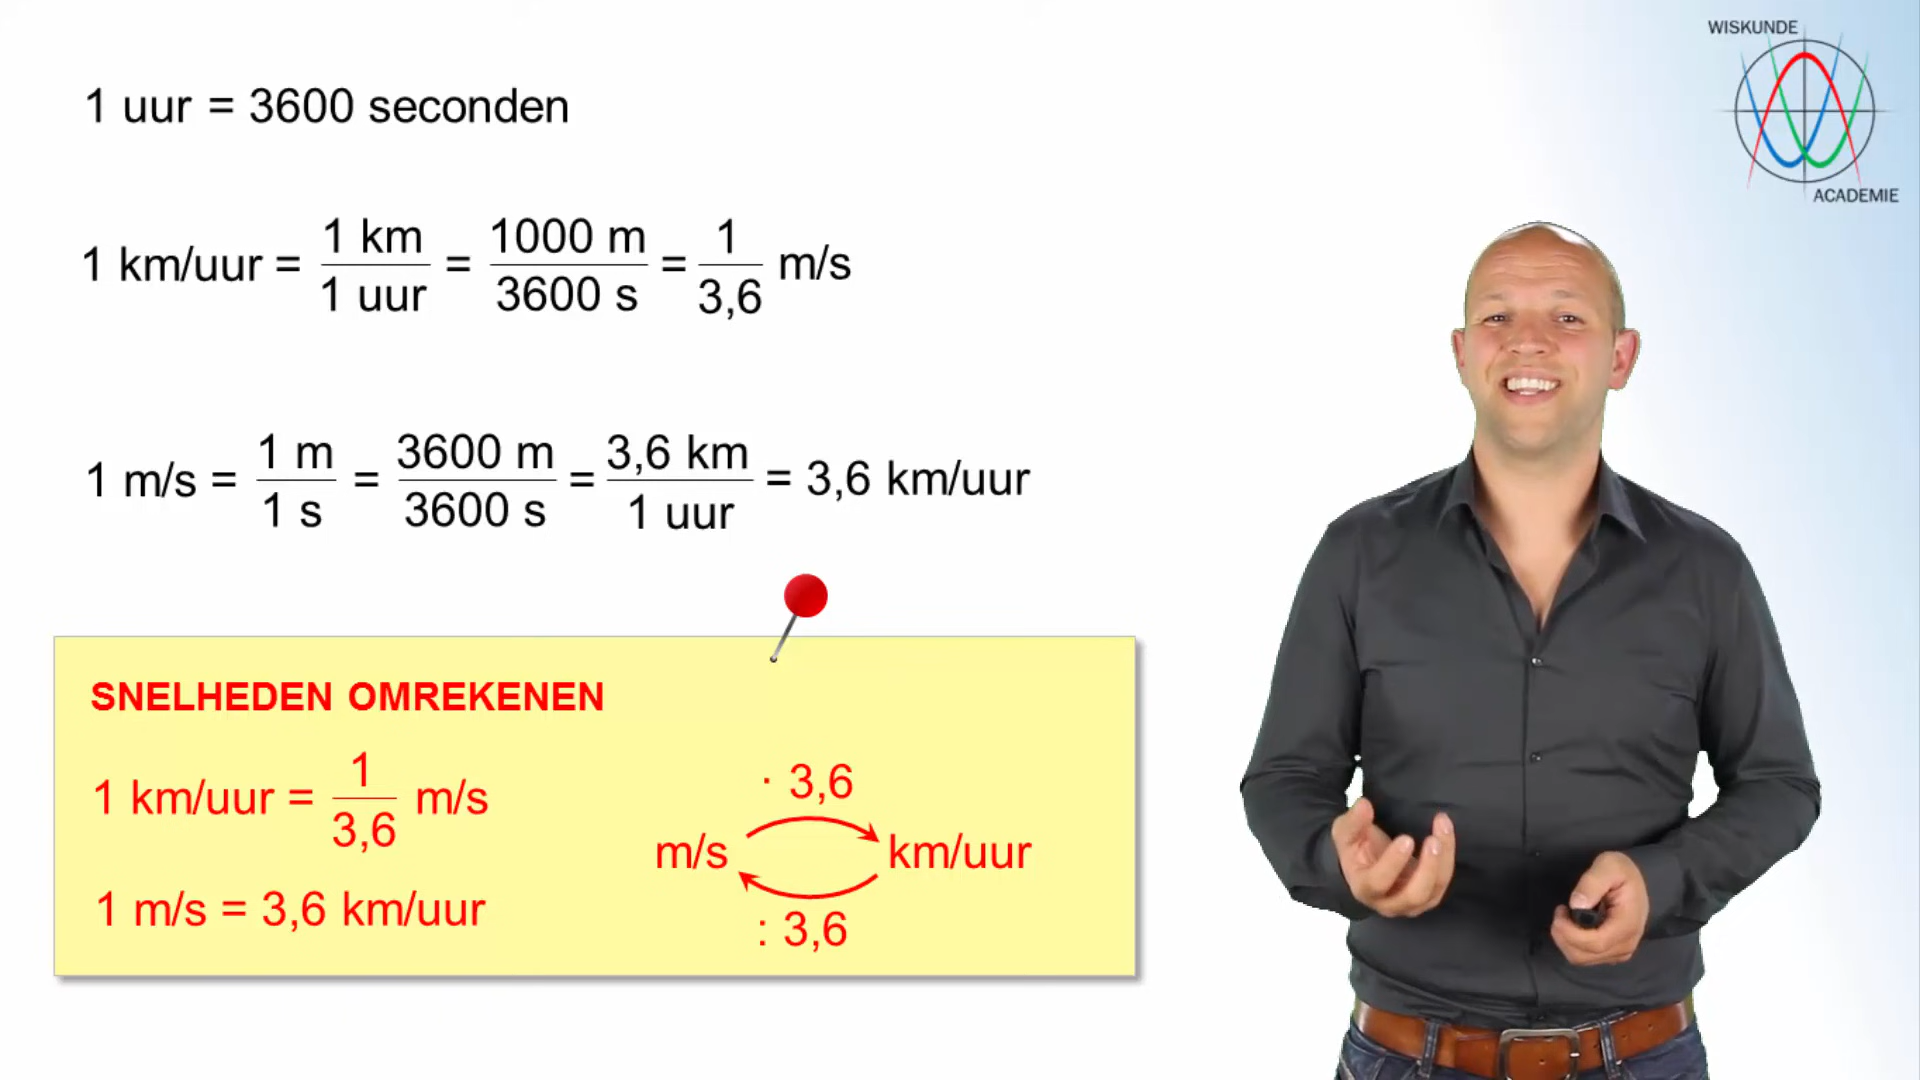 WISKUNDE
ACADEMIE
1 uur = 3600 seconden
1 km/uur = 1 km / 1 uur = 1000 m / 3600 s = 1 / 3,6 m/s
1 m/s = 1 m / 1 s = 3600 m / 3600 s = 3,6 km / 1 uur = 3,6 km/uur
SNELHEDEN OMREKENEN
1 km/uur = 1 / 3,6 m/s
1 m/s = 3,6 km/uur
· 3,6
m/s km/uur
: 3,6